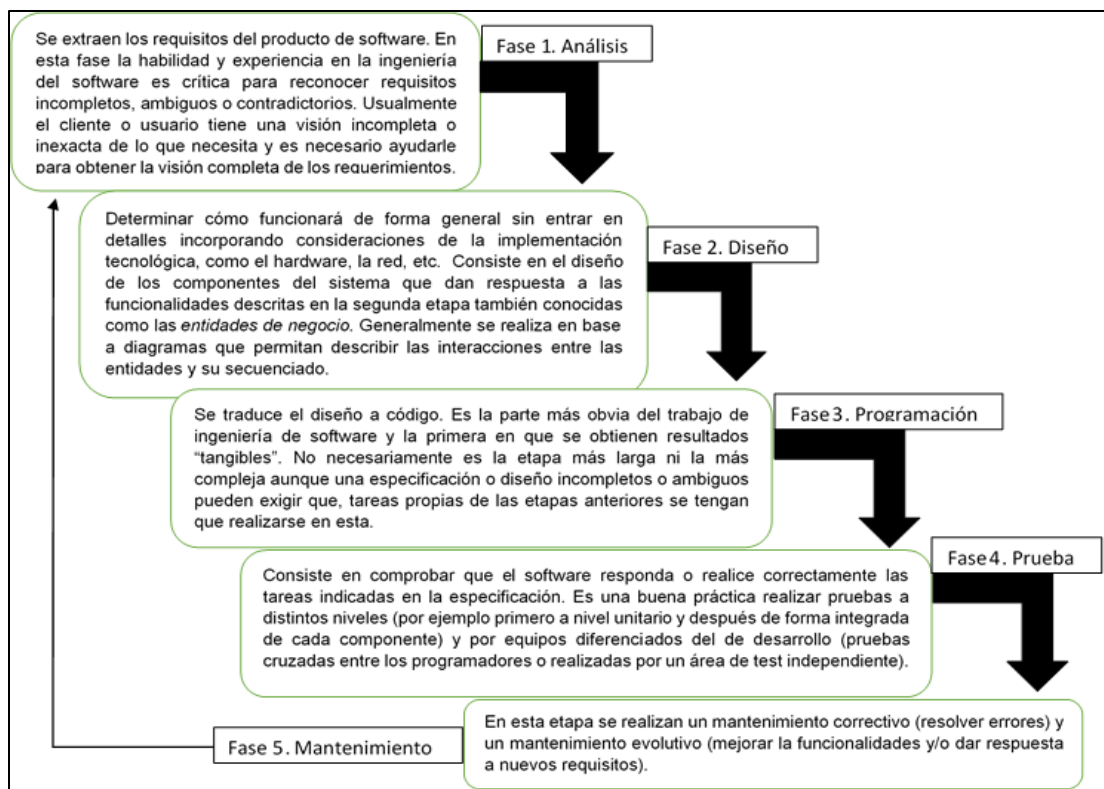 Fase 1. Análisis
Se extraen los requisitos del producto de software. En
esta fase la habilidad y experiencia en la ingeniería
del software es crítica para reconocer requisitos
incompletos, ambiguos o contradictorios. Usualmente
el cliente o usuario tiene una visión incompleta o
inexacta de lo que necesita y es necesario ayudarle
para obtener la visión completa de los requerimientos.
Fase 2. Diseño
Determinar cómo funcionará de forma general sin entrar en
detalles incorporando consideraciones de la implementación
tecnológica, como el hardware, la red, etc. Consiste en el diseño
de los componentes del sistema que dan respuesta a las
funcionalidades descritas en la segunda etapa también conocidas
como las entidades de negocio. Generalmente se realiza en base
a diagramas que permitan describir las interacciones entre las
entidades y su secuenciado.
Fase 3. Programación
Se traduce el diseño a código. Es la parte más obvia del trabajo de
ingeniería de software y la primera en que se obtienen resultados
“tangibles”. No necesariamente es la etapa más larga ni la más
compleja aunque una especificación o diseño incompletos o ambiguos
pueden exigir que, tareas propias de las etapas anteriores se tengan
que realizarse en esta.
Fase 4. Prueba
Consiste en comprobar que el software responda o realice correctamente las
tareas indicadas en la especificación. Es una buena práctica realizar pruebas a
distintos niveles (por ejemplo primero a nivel unitario y después de forma integrada
de cada componente) y por equipos diferenciados del de desarrollo (pruebas
cruzadas entre los programadores o realizadas por un área de test independiente).
Fase 5. Mantenimiento
En esta etapa se realizan un mantenimiento correctivo (resolver errores) y
un mantenimiento evolutivo (mejorar la funcionalidades y/o dar respuesta
a nuevos requisitos).